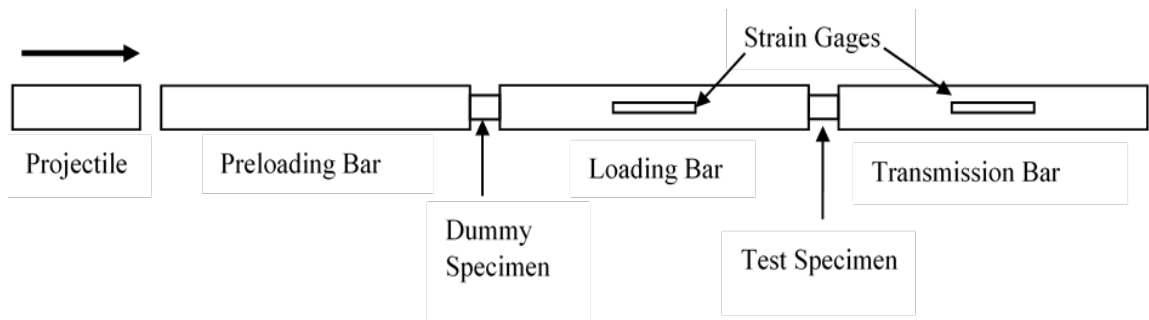 Strain Gages
Projectile
Preloading Bar
Loading Bar
Transmission Bar
Dummy
Specimen
Test Specimen